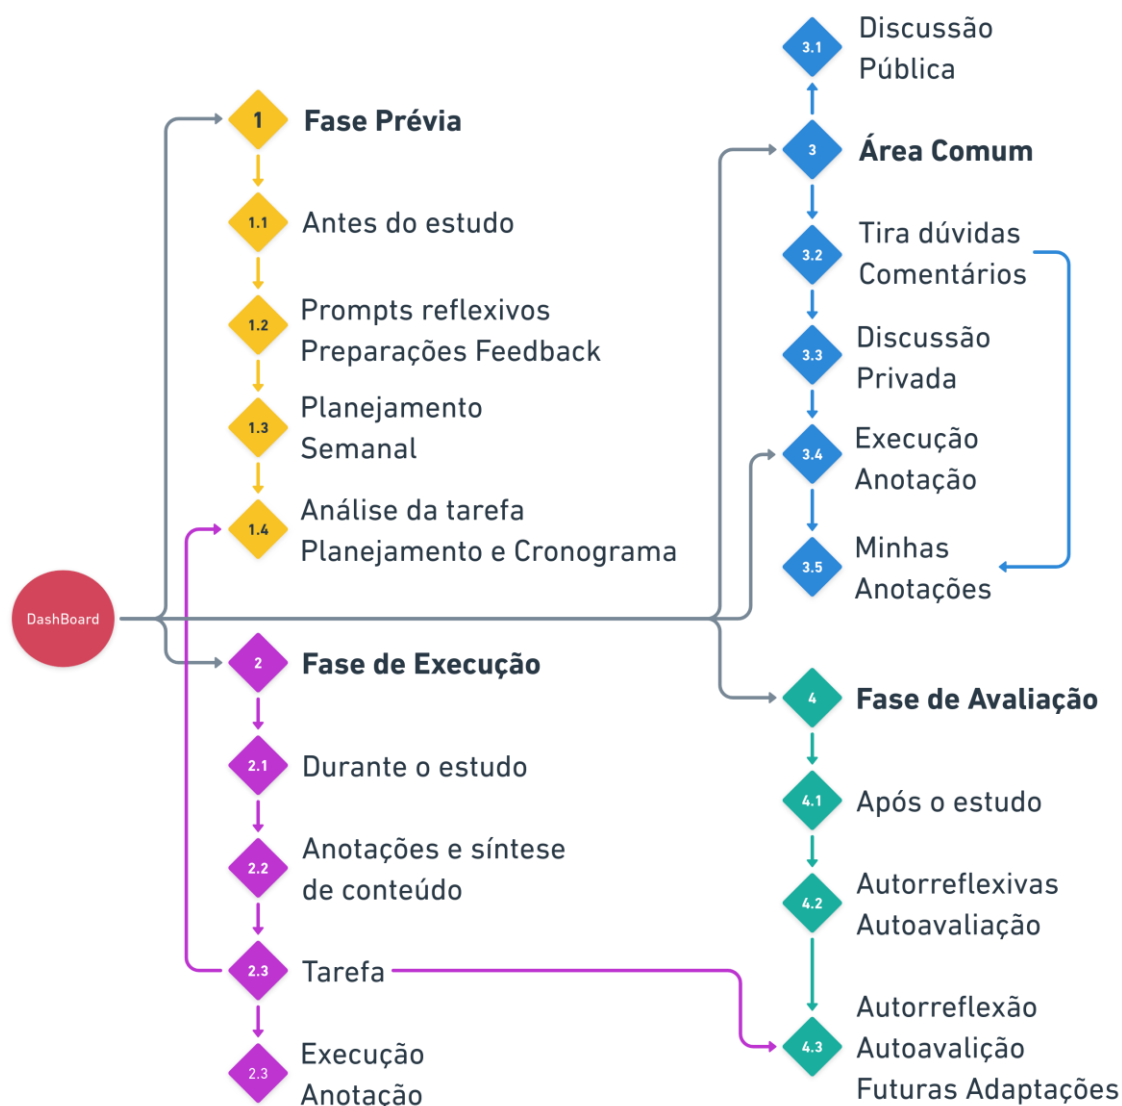 DashBoard
1
Fase Prévia
1.1
Antes do estudo
1.2
Prompts reflexivos
Preparações Feedback
1.3
Planejamento
Semanal
1.4
Análise da tarefa
Planejamento e Cronograma
2
Fase de Execução
2.1
Durante o estudo
2.2
Anotações e síntese
de conteúdo
2.3
Tarefa
2.3
Execução
Anotação
3.1
Discussão
Pública
3
Área Comum
3.2
Tira dúvidas
Comentários
3.3
Discussão
Privada
3.4
Execução
Anotação
3.5
Minhas
Anotações
4
Fase de Avaliação
4.1
Após o estudo
4.2
Autorreflexivas
Autoavaliação
4.3
Autorreflexão
Autoavalição
Futuras Adaptações